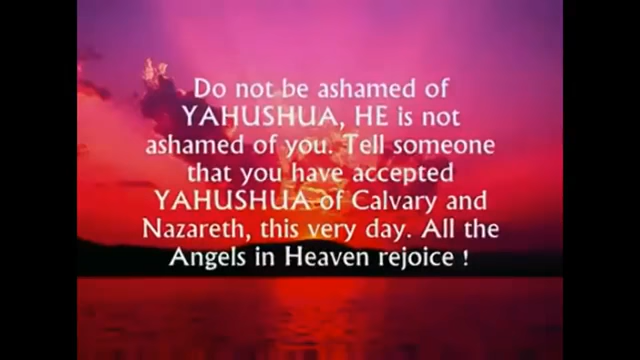 Do not be ashamed of
YAHUSHUA, HE is not
ashamed of you. Tell someone
that you have accepted
YAHUSHUA of Calvary and
Nazareth, this very day. All the
Angels in Heaven rejoice !